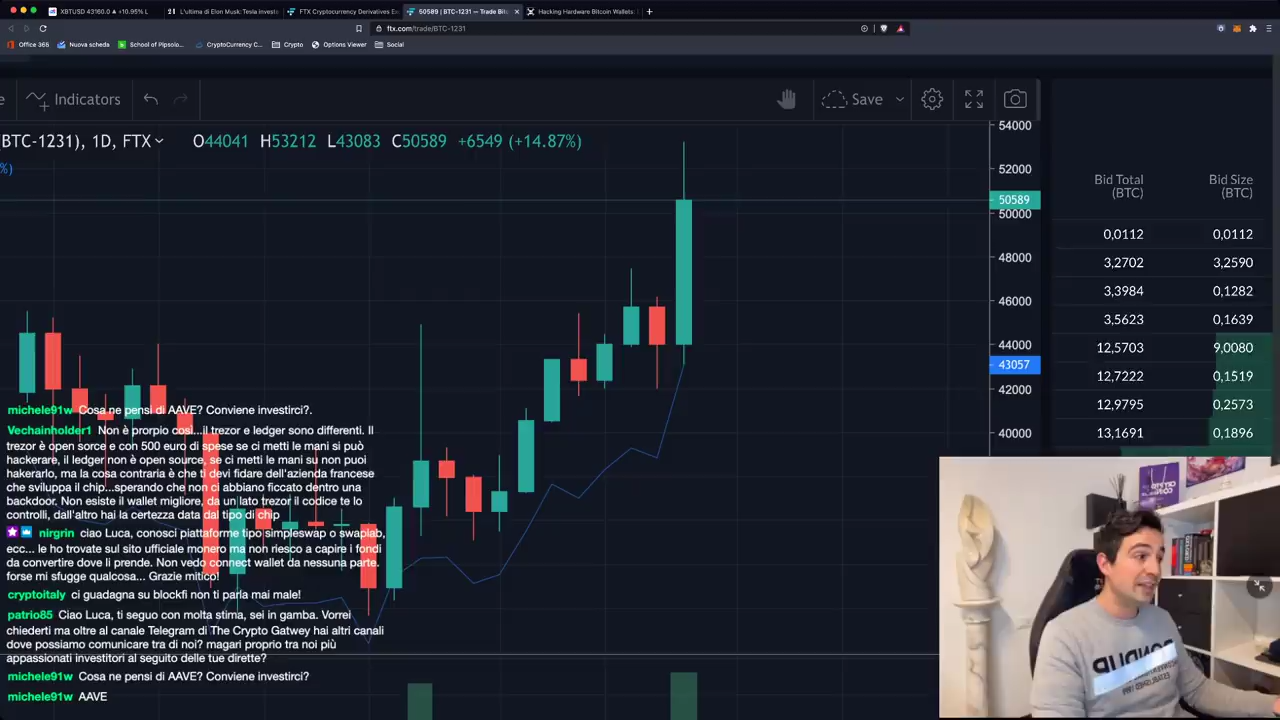 XBTUSD 43160.0 ▲ +10.95% L
L'ultima di Elon Musk: Tesla investe
FTX Cryptocurrency Derivatives Ex
50589 | BTC-1231 — Trade Bit
Hacking Hardware Bitcoin Wallets:
ftx.com/trade/BTC-1231
Office 365
Nuova scheda
School of Pipsolo...
CryptoCurrency C...
Crypto
Options Viewer
Social
Indicators
Save
(BTC-1231), 1D, FTX
O44041 H53212 L43083 C50589 +6549 (+14.87%)
%)
54000
52000
50589
50000
48000
46000
44000
43057
42000
40000
Bid Total
(BTC)
Bid Size
(BTC)
0,0112 0,0112
3,2702 3,2590
3,3984 0,1282
3,5623 0,1639
12,5703 9,0080
12,7222 0,1519
12,9795 0,2573
13,1691 0,1896
michele91w Cosa ne pensi di AAVE? Conviene investirci?.
Vechainholder1 Non è prorpio cosi...il trezor e ledger sono differenti. Il
trezor è open sorce e con 500 euro di spese se ci metti le mani si può
hackerare, il ledger non è open source, se ci metti le mani su non puoi
hakerarlo, ma la cosa contraria è che ti devi fidare dell'azienda francese
che sviluppa il chip...sperando che non ci abbiano ficcato dentro una
backdoor. Non esiste il wallet migliore, da un lato trezor il codice te lo
controlli, dall'altro hai la certezza data dal tipo di chip
nirgrin ciao Luca, conosci piattaforme tipo simpleswap o swaplab,
ecc... le ho trovate sul sito ufficiale monero ma non riesco a capire i fondi
da convertire dove li prende. Non vedo connect wallet da nessuna parte.
forse mi sfugge qualcosa... Grazie mitico!
cryptoitaly ci guadagna su blockfi non ti parla mai male!
patrio85 Ciao Luca, ti seguo con molta stima, sei in gamba. Vorrei
chiederti ma oltre al canale Telegram di The Crypto Gatwey hai altri canali
dove possiamo comunicare tra di noi? magari proprio tra noi più
appassionati investitori al seguito delle tue dirette?
michele91w Cosa ne pensi di AAVE? Conviene investirci?
michele91w AAVE